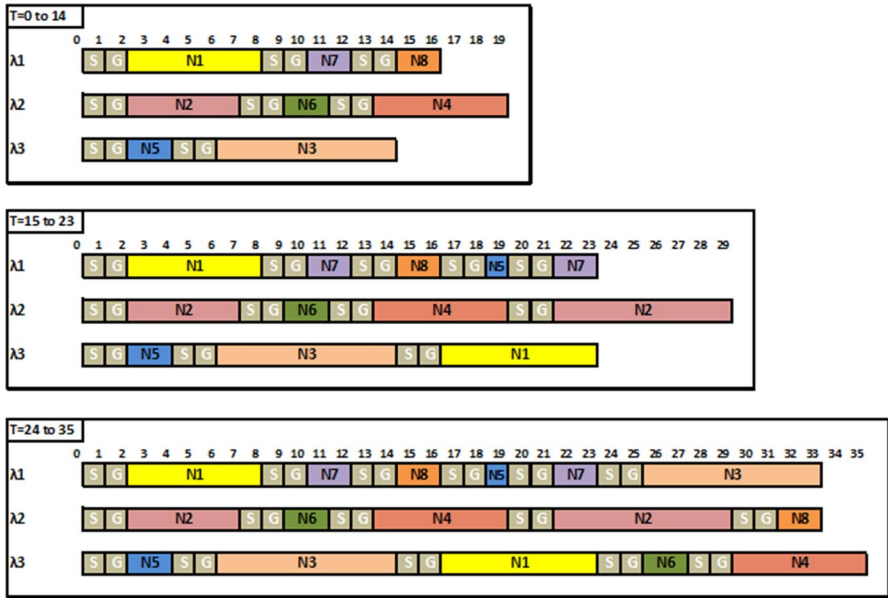 T=0 to 14
0 1 2 3 4 5 6 7 8 9 10 11 12 13 14 15 16 17 18 19
λ1 S G N1 S G N7 S G N8
λ2 S G N2 S G N6 S G N4
λ3 S G N5 S G N3
T=15 to 23
0 1 2 3 4 5 6 7 8 9 10 11 12 13 14 15 16 17 18 19 20 21 22 23 24 25 26 27 28 29
λ1 S G N1 S G N7 S G N8 S G N5 S G N7
λ2 S G N2 S G N6 S G N4 S G N2
λ3 S G N5 S G N3 S G N1
T=24 to 35
0 1 2 3 4 5 6 7 8 9 10 11 12 13 14 15 16 17 18 19 20 21 22 23 24 25 26 27 28 29 30 31 32 33 34 35
λ1 S G N1 S G N7 S G N8 S G N5 S G N7 S G N3
λ2 S G N2 S G N6 S G N4 S G N2 S G N8
λ3 S G N5 S G N3 S G N1 S G N6 S G N4